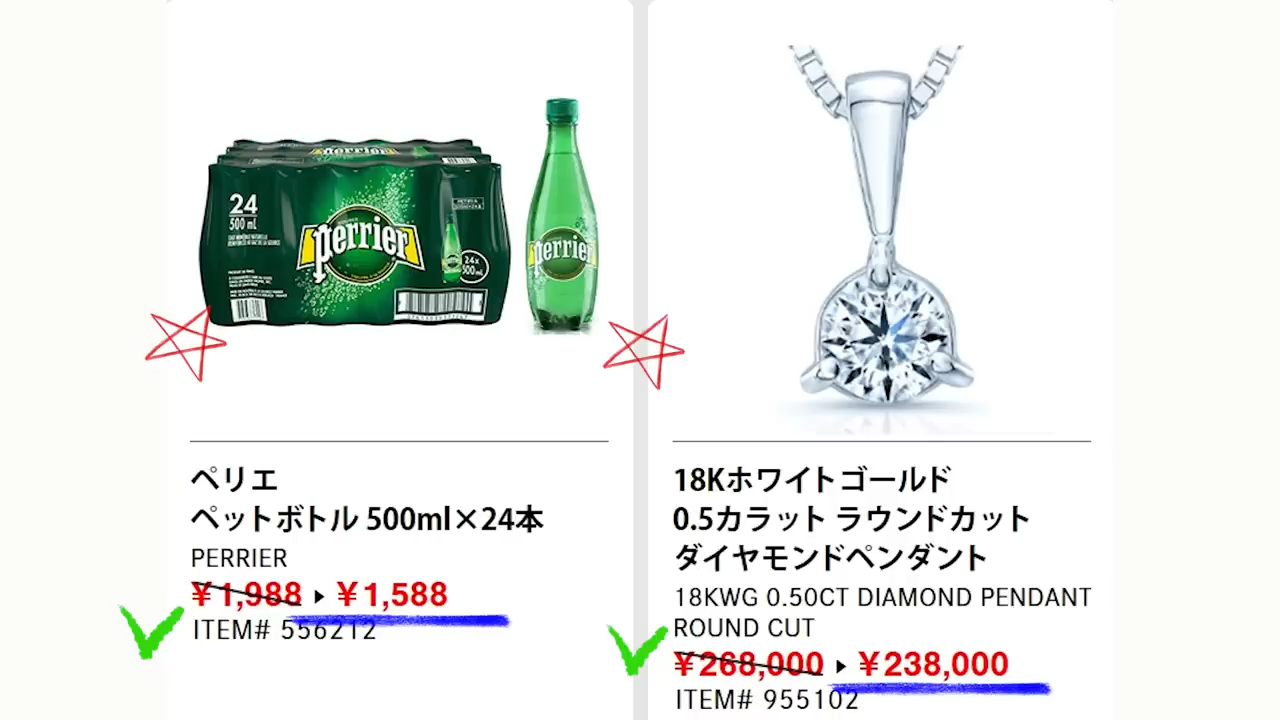 24
500 mL
perrier
24x
500mL
perrier
ペリエ
ペットボトル 500ml×24本
PERRIER
¥1,988 ▶ ¥1,588
ITEM# 556212
18Kホワイトゴールド
0.5カラット ラウンドカット
ダイヤモンドペンダント
18KWG 0.50CT DIAMOND PENDANT
ROUND CUT
¥268,000 ▶ ¥238,000
ITEM# 955102